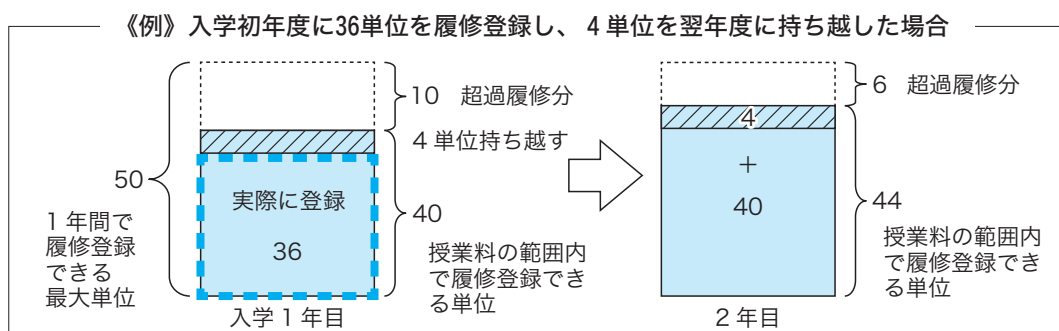 《例》入学初年度に36単位を履修登録し、4単位を翌年度に持ち越した場合
50
1年間で
履修登録
できる
最大単位
実際に登録
36
入学1年目
10 超過履修分
4単位持ち越す
40
授業料の範囲内
で履修登録でき
る単位
4
+
40
2年目
6 超過履修分
44
授業料の範囲内
で履修登録でき
る単位